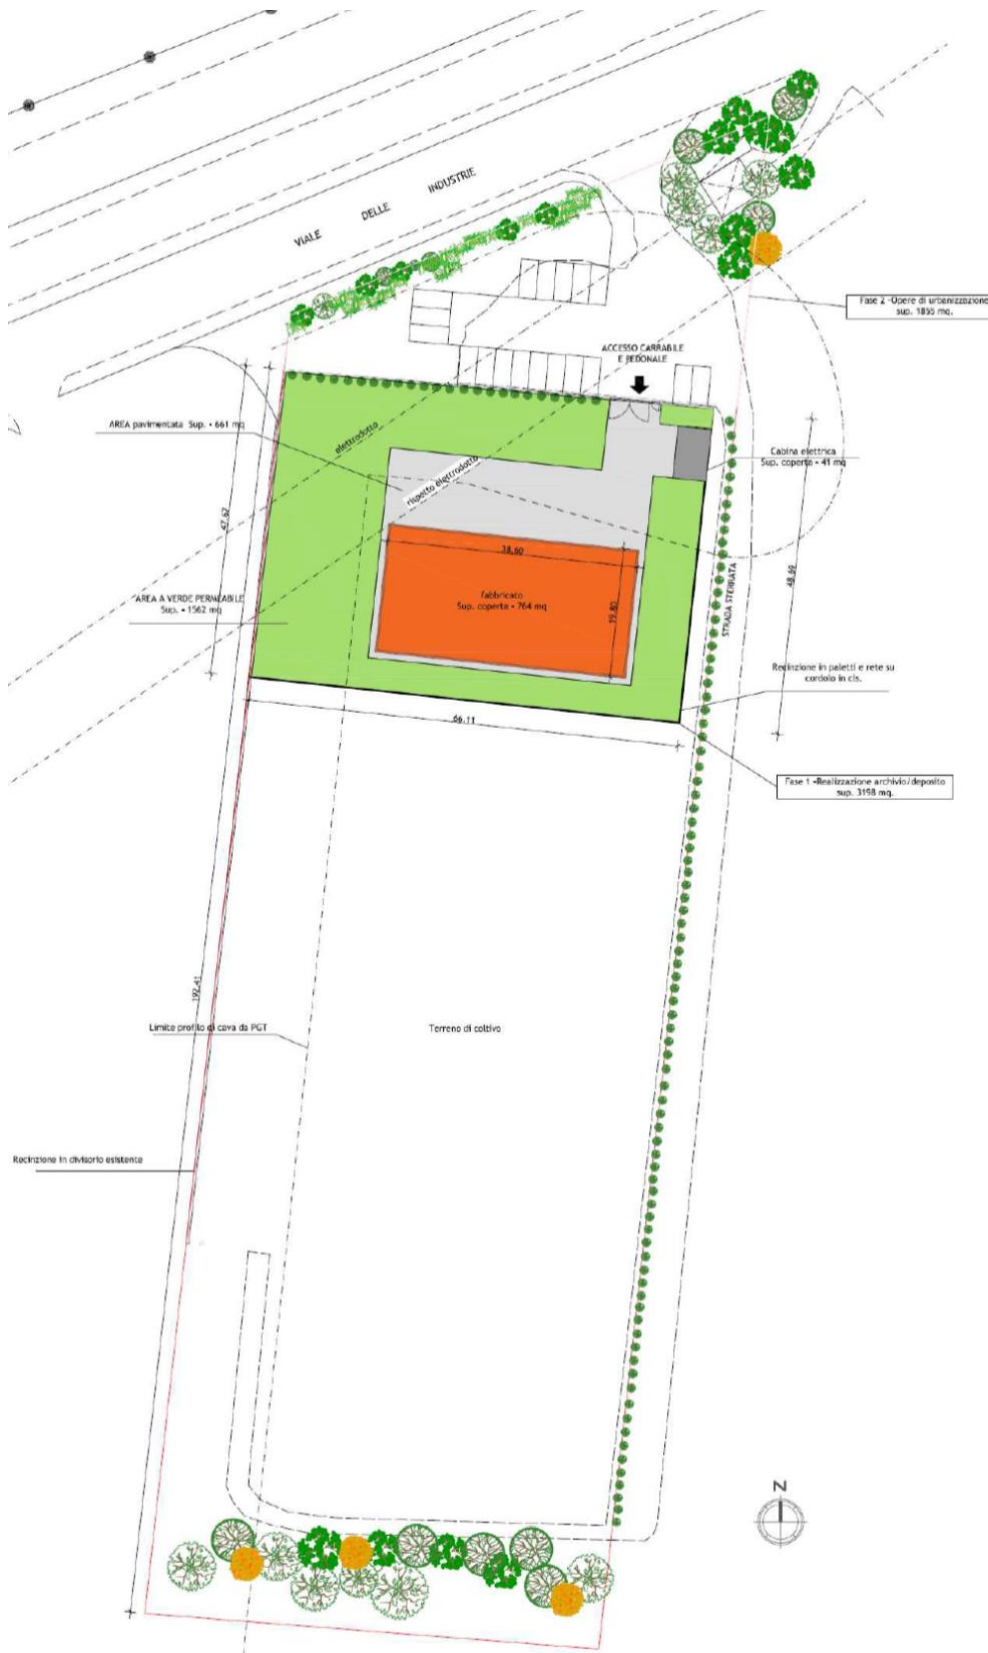 VIALE DELLE INDUSTRIE
Fase 2 -Opere di urbanizzazione
sup. 1855 mq.
ACCESSO CARRABILE
E PEDONALE
AREA pavimentata Sup. = 661 mq
elettrodotto
Cabina elettrica
Sup. coperta = 41 mq
rispetto elettrodotto
47.62
38.60
fabbricato
Sup. coperta = 764 mq
19.80
48.69
STRADA STERRATA
AREA A VERDE PERMEABILE
Sup. = 1562 mq
Recinzione in paletti e rete su
cordolo in cls.
66.11
Fase 1 -Realizzazione archivio/deposito
sup. 3198 mq.
192.41
Limite profilo di cava da PGT
Terreno di coltivo
Recinzione in divisorio esistente
N